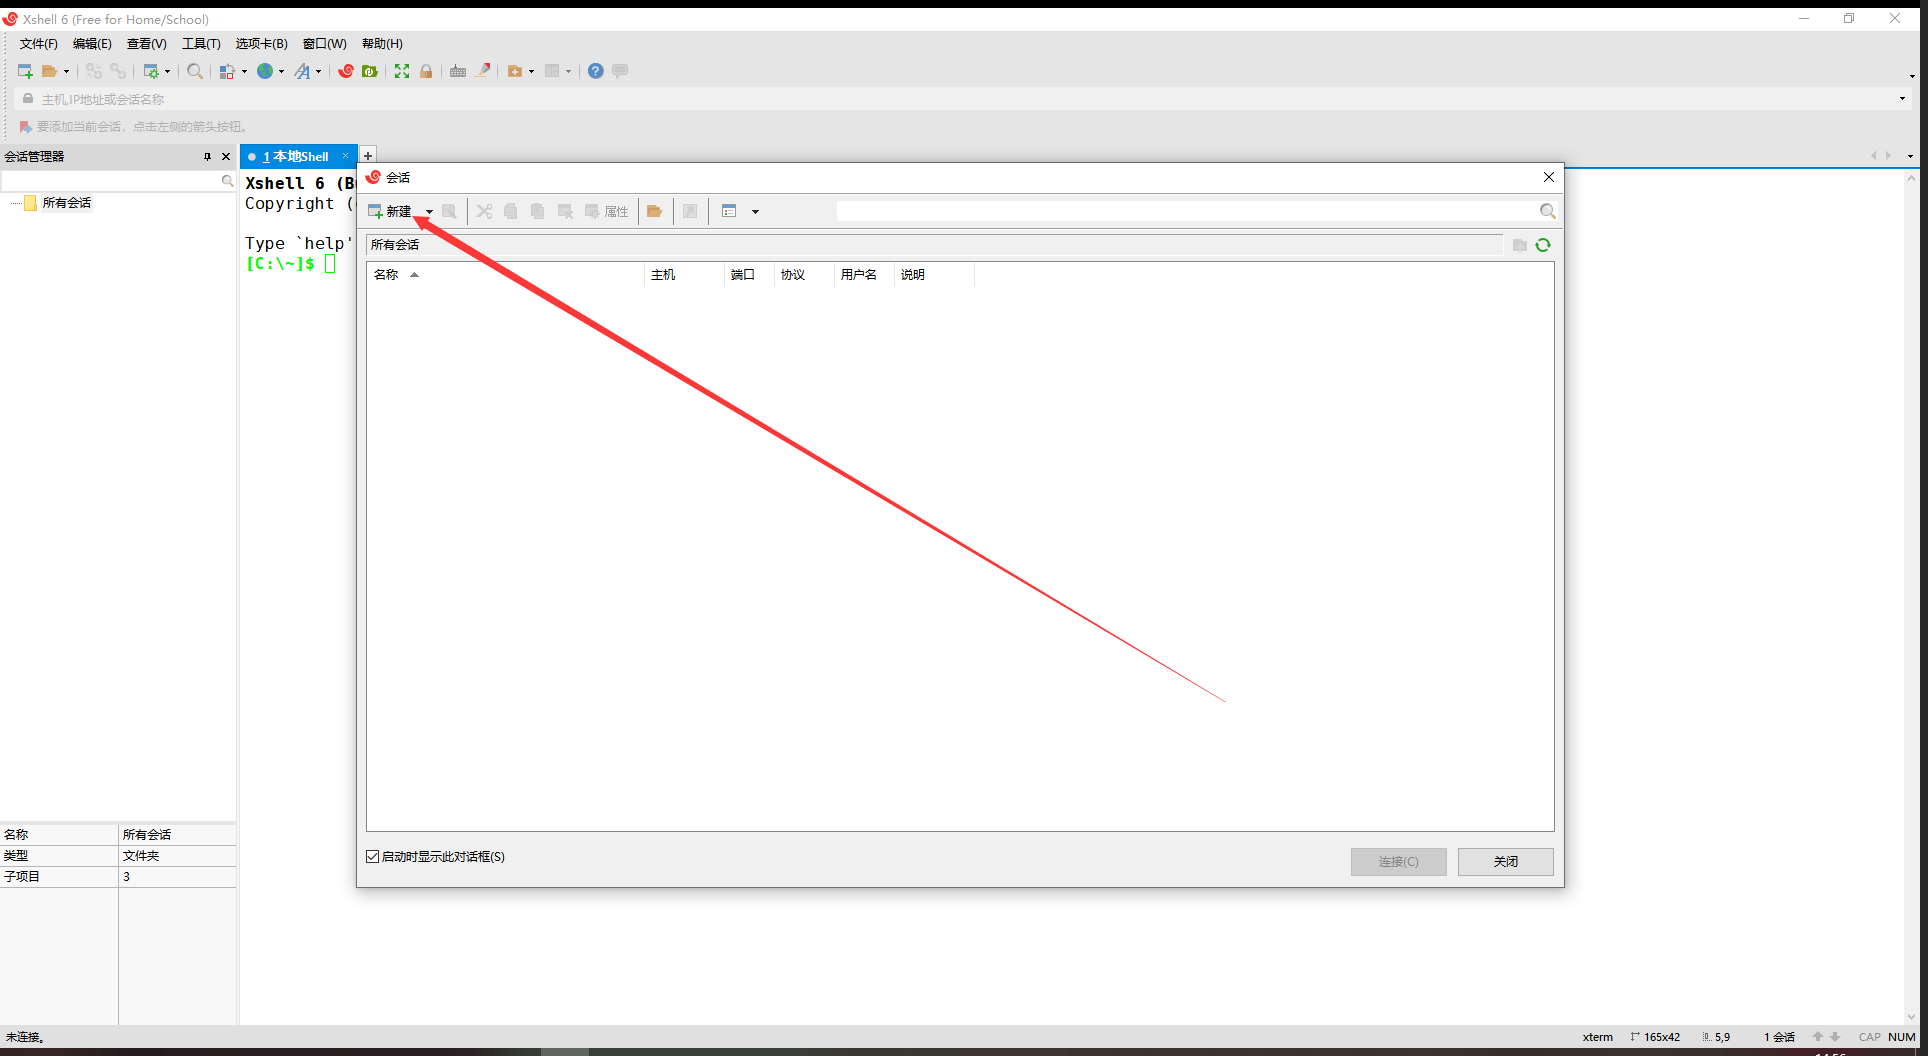 Xshell 6 (Free for Home/School)
文件(F) 编辑(E) 查看(V) 工具(T) 选项卡(B) 窗口(W) 帮助(H)
主机,IP地址或会话名称
要添加当前会话，点击左侧的箭头按钮。
会话管理器
1 本地Shell
所有会话
Xshell 6 (B
Copyright (
Type `help'
[C:\~]$
会话
新建 属性
所有会话
名称 主机 端口 协议 用户名 说明
启动时显示此对话框(S)
连接(C) 关闭
名称 所有会话
类型 文件夹
子项目 3
未连接。 xterm 165x42 5,9 1 会话 CAP NUM